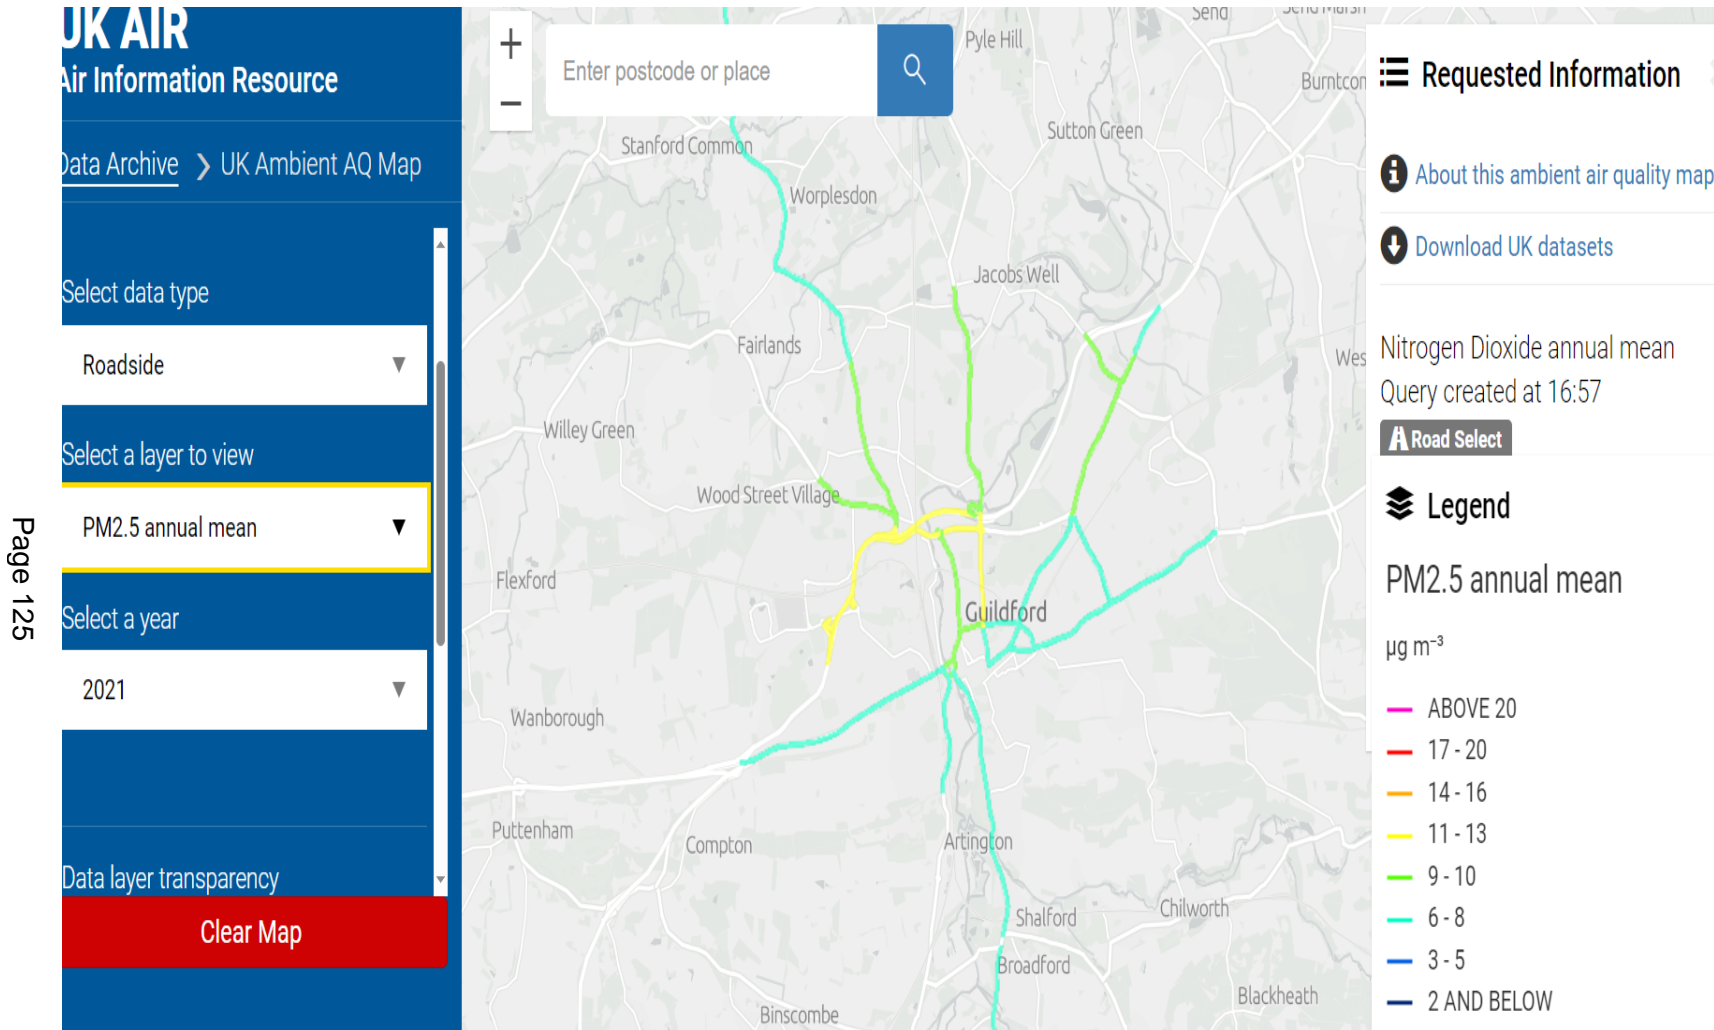 UK AIR
Air Information Resource
Data Archive ❯ UK Ambient AQ Map
Select data type
Roadside
Select a layer to view
PM2.5 annual mean
Select a year
2021
Data layer transparency
Clear Map
Page 125
+
−
Enter postcode or place
Send
Send Marsh
Pyle Hill
Burntcom
Sutton Green
Stanford Common
Worplesdon
Jacobs Well
Fairlands
Wes
Willey Green
Wood Street Village
Flexford
Guildford
Wanborough
Puttenham
Compton
Artington
Shalford
Chilworth
Broadford
Blackheath
Binscombe
Requested Information
About this ambient air quality map
Download UK datasets
Nitrogen Dioxide annual mean
Query created at 16:57
Road Select
Legend
PM2.5 annual mean
µg m⁻³
ABOVE 20
17 - 20
14 - 16
11 - 13
9 - 10
6 - 8
3 - 5
2 AND BELOW